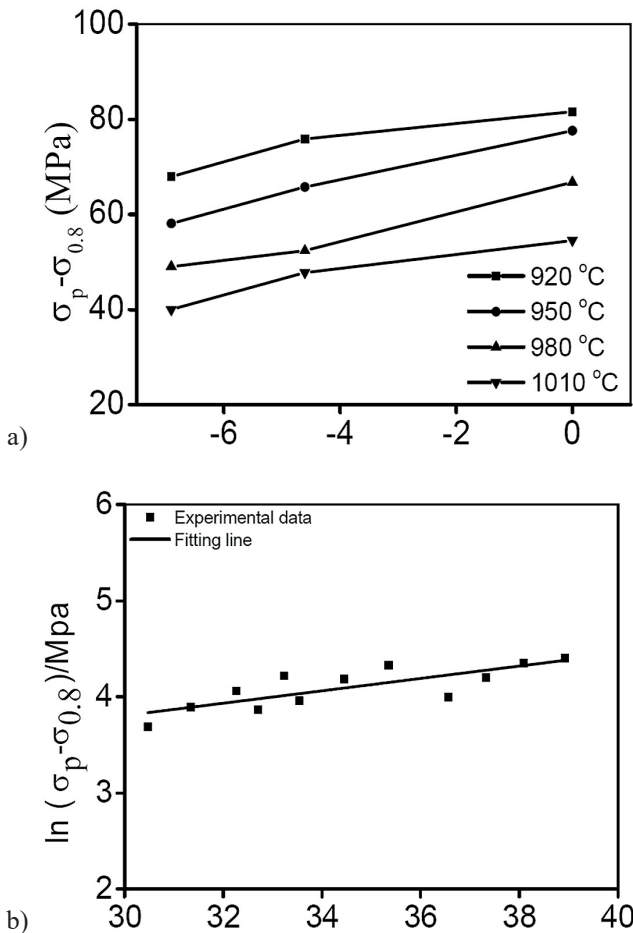 100
80
60
40
20
σp-σ0.8 (MPa)
920 °C
950 °C
980 °C
1010 °C
-6 -4 -2 0
a)
6
5
4
3
2
ln (σp-σ0.8)/Mpa
Experimental data
Fitting line
30 32 34 36 38 40
b)